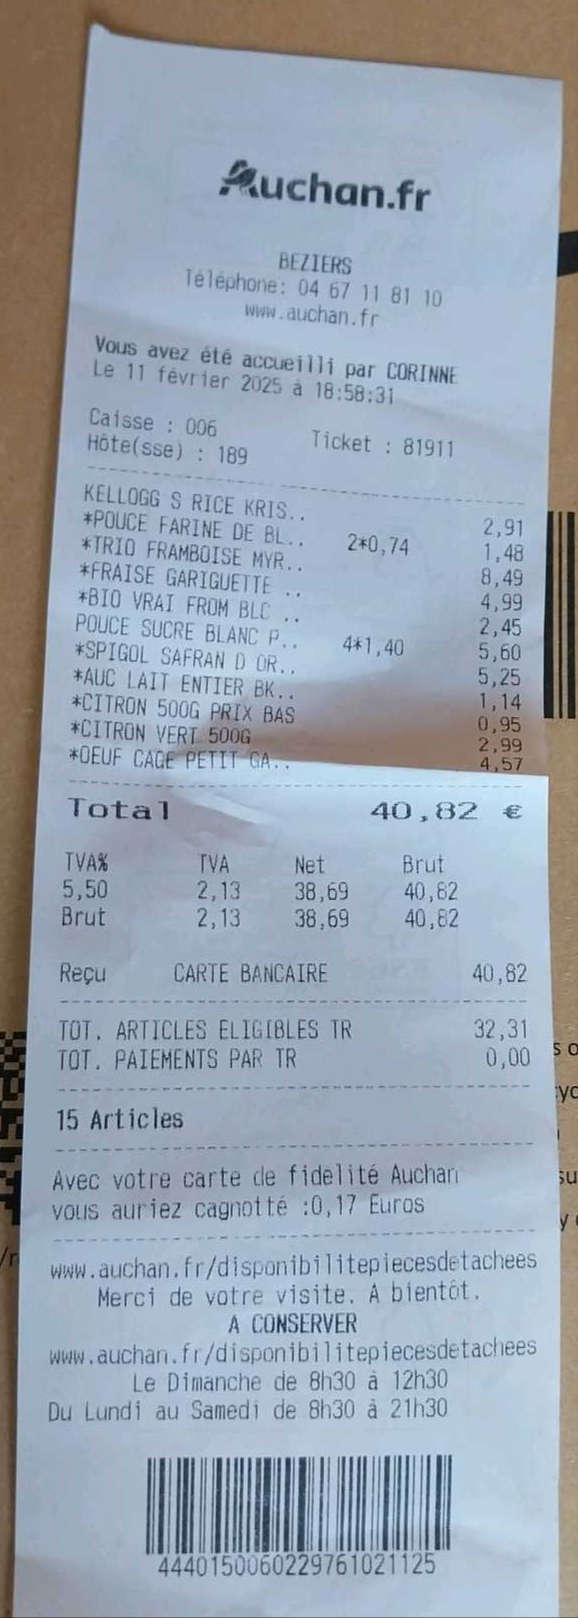 Auchan.fr
BEZIERS
Téléphone: 04 67 11 81 10
www.auchan.fr
Vous avez été accueilli par CORINNE
Le 11 février 2025 à 18:58:31
Caisse : 006
Ticket : 81911
Hôte(sse) : 189
KELLOGG S RICE KRIS.. 2,91
*POUCE FARINE DE BL.. 2*0,74 1,48
*TRIO FRAMBOISE MYR.. 8,49
*FRAISE GARIGUETTE .. 4,99
*BIO VRAI FROM BLC .. 2,45
POUCE SUCRE BLANC P.. 4*1,40 5,60
*SPIGOL SAFRAN D OR.. 5,25
*AUC LAIT ENTIER BK.. 1,14
*CITRON 500G PRIX BAS 0,95
*CITRON VERT 500G 2,99
*OEUF CAGE PETIT GA.. 4,57
Total 40,82 €
TVA% TVA Net Brut
5,50 2,13 38,69 40,82
Brut 2,13 38,69 40,82
Reçu CARTE BANCAIRE 40,82
TOT. ARTICLES ELIGIBLES TR 32,31
TOT. PAIEMENTS PAR TR 0,00
15 Articles
Avec votre carte de fidélité Auchan
vous auriez cagnotté :0,17 Euros
www.auchan.fr/disponibilitepiecesdetachees
Merci de votre visite. A bientôt.
A CONSERVER
www.auchan.fr/disponibilitepiecesdetachees
Le Dimanche de 8h30 à 12h30
Du Lundi au Samedi de 8h30 à 21h30
4440150060229761021125